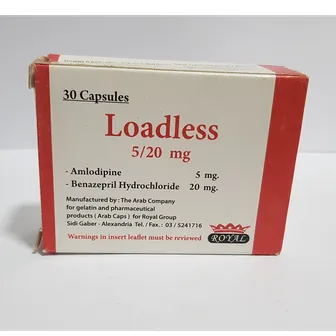 30 Capsules
Loadless
5/20 mg
- Amlodipine 5 mg.
- Benazepril Hydrochloride 20 mg.
Manufactured by : The Arab Company
for gelatin and pharmaceutical
products ( Arab Caps ) for Royal Group
Sidi Gaber - Alexandria Tel. / Fax. : 03 / 5241716
Warnings in insert leaflet must be reviewed
ROYAL